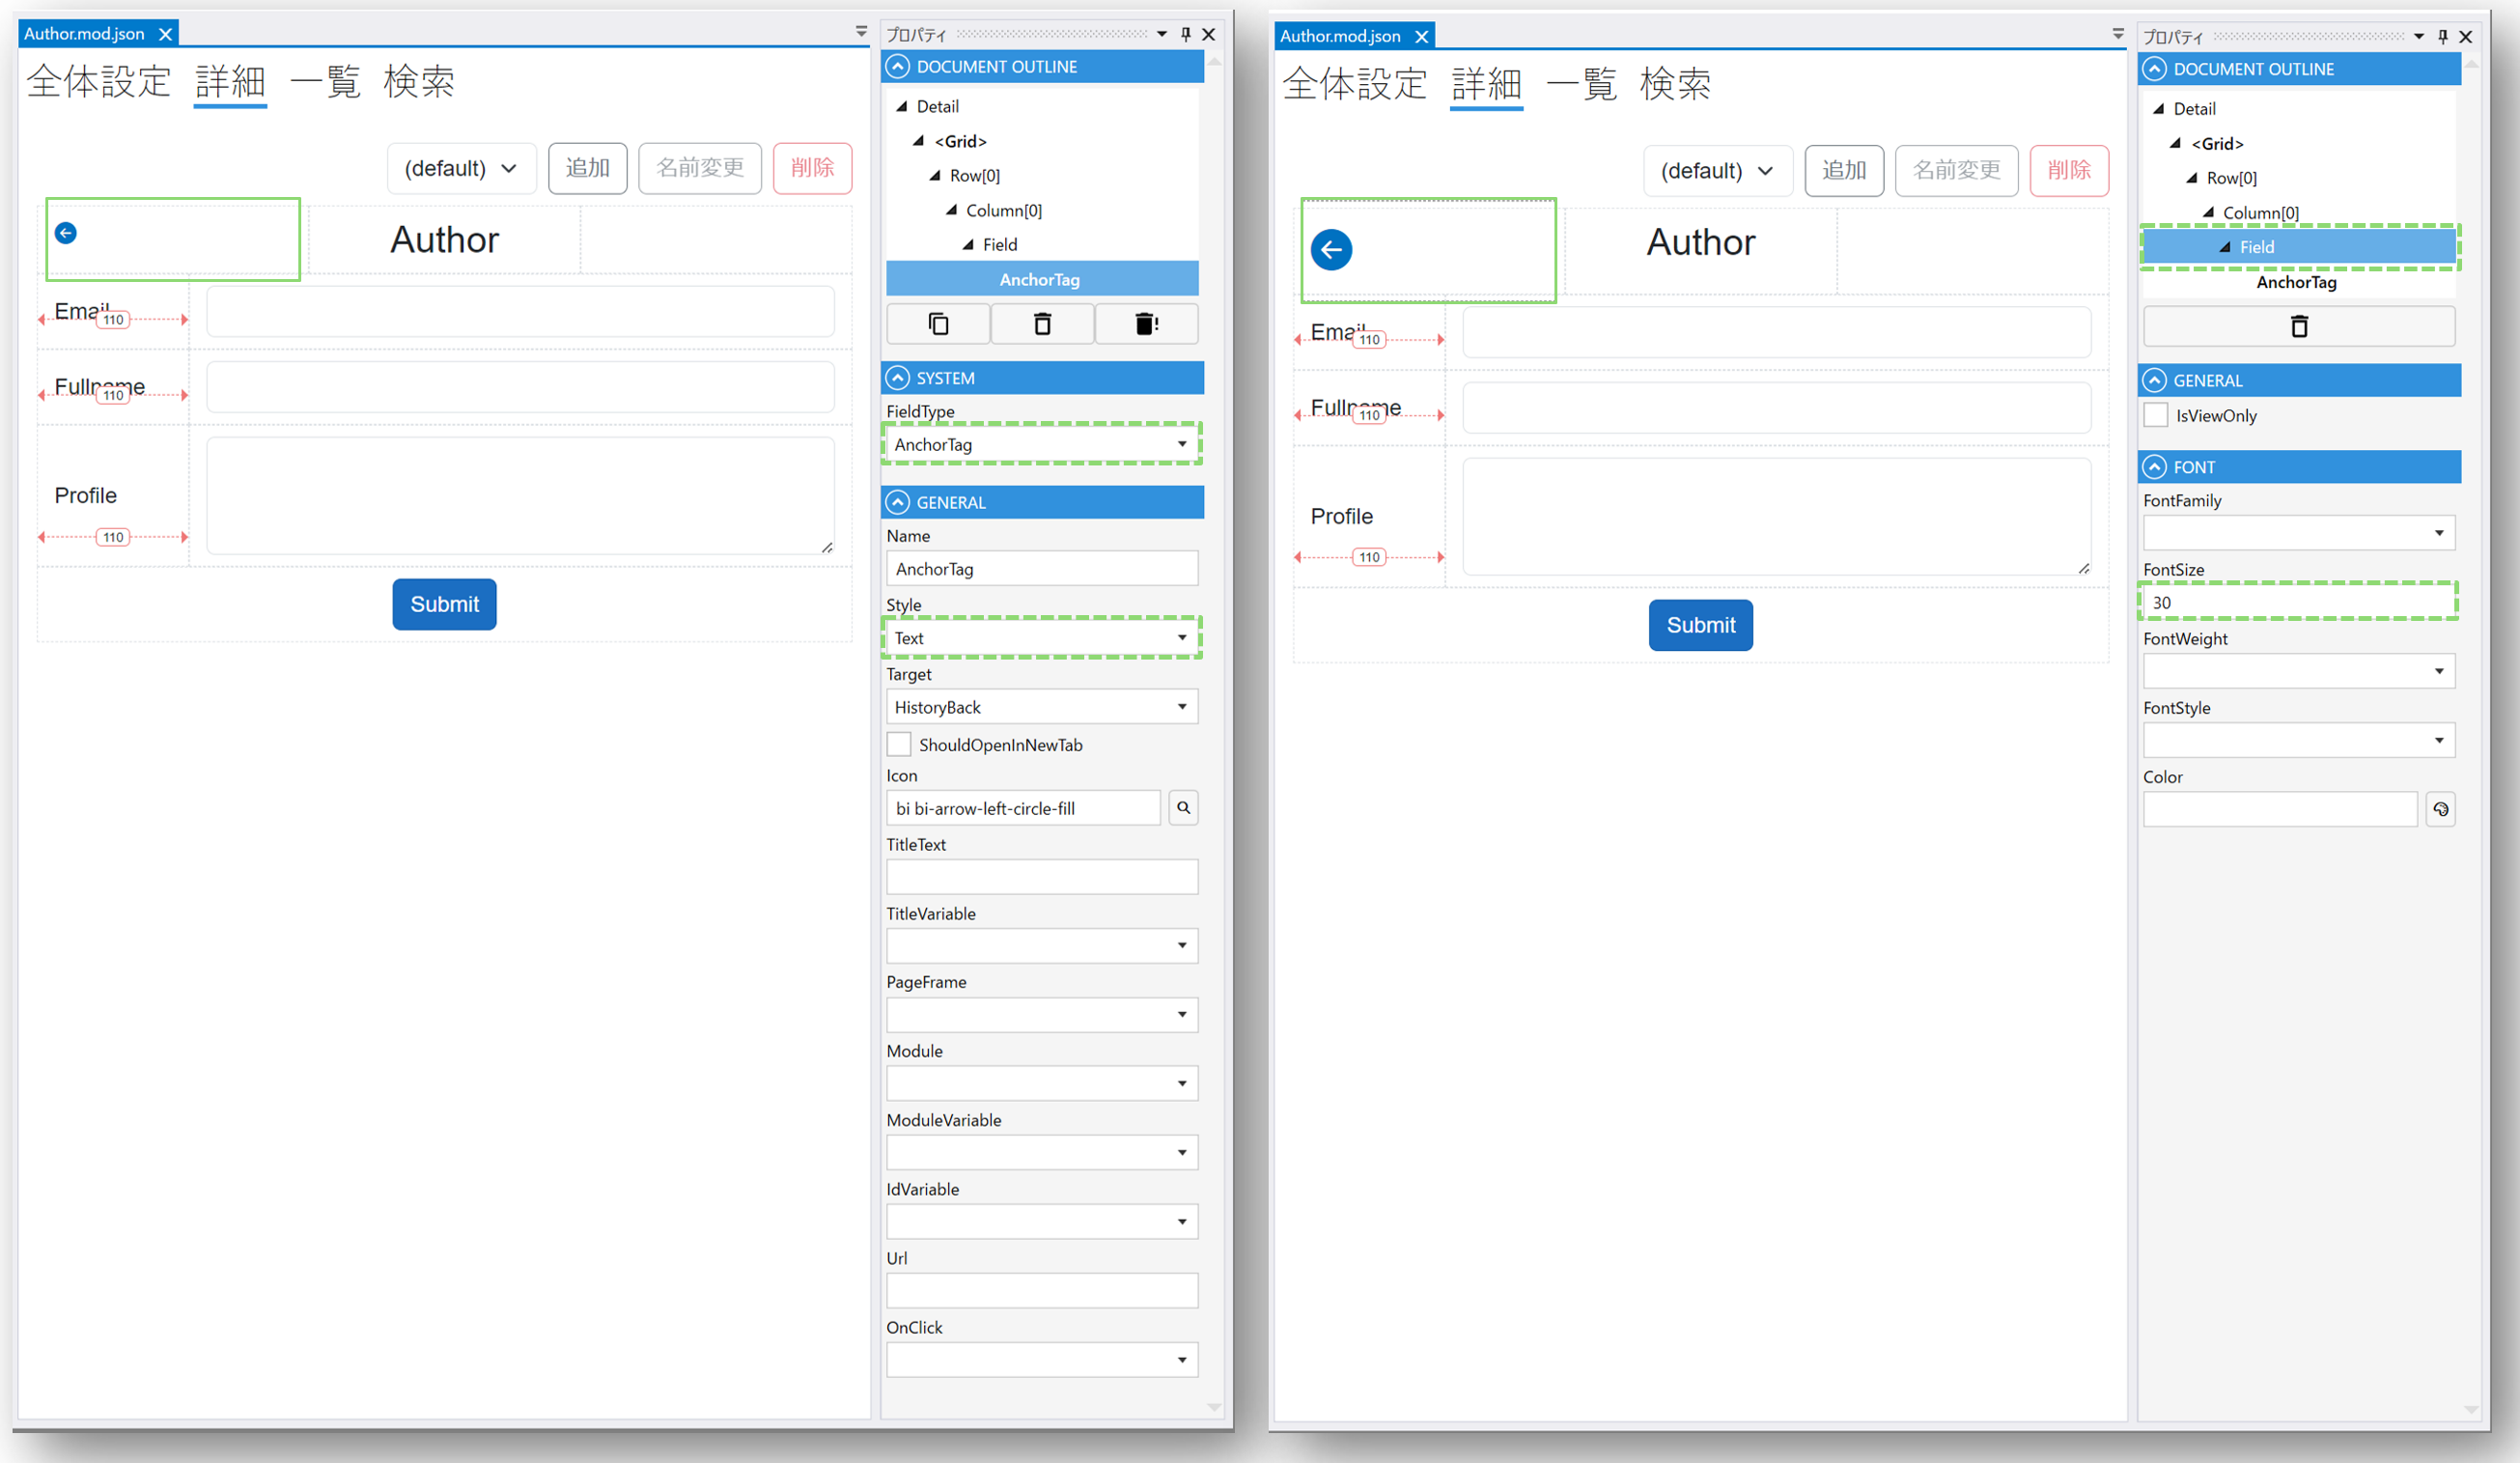 Author.mod.json
全体設定 詳細 一覧 検索
(default) 追加 名前変更 削除
Author
Email
110
Fullname
110
Profile
110
Submit
プロパティ
DOCUMENT OUTLINE
Detail
<Grid>
Row[0]
Column[0]
Field
AnchorTag
SYSTEM
FieldType
AnchorTag
GENERAL
Name
AnchorTag
Style
Text
Target
HistoryBack
ShouldOpenInNewTab
Icon
bi bi-arrow-left-circle-fill
TitleText
TitleVariable
PageFrame
Module
ModuleVariable
IdVariable
Url
OnClick
Author.mod.json
全体設定 詳細 一覧 検索
(default) 追加 名前変更 削除
Author
Email
110
Fullname
110
Profile
110
Submit
プロパティ
DOCUMENT OUTLINE
Detail
<Grid>
Row[0]
Column[0]
Field
AnchorTag
GENERAL
IsViewOnly
FONT
FontFamily
FontSize
30
FontWeight
FontStyle
Color